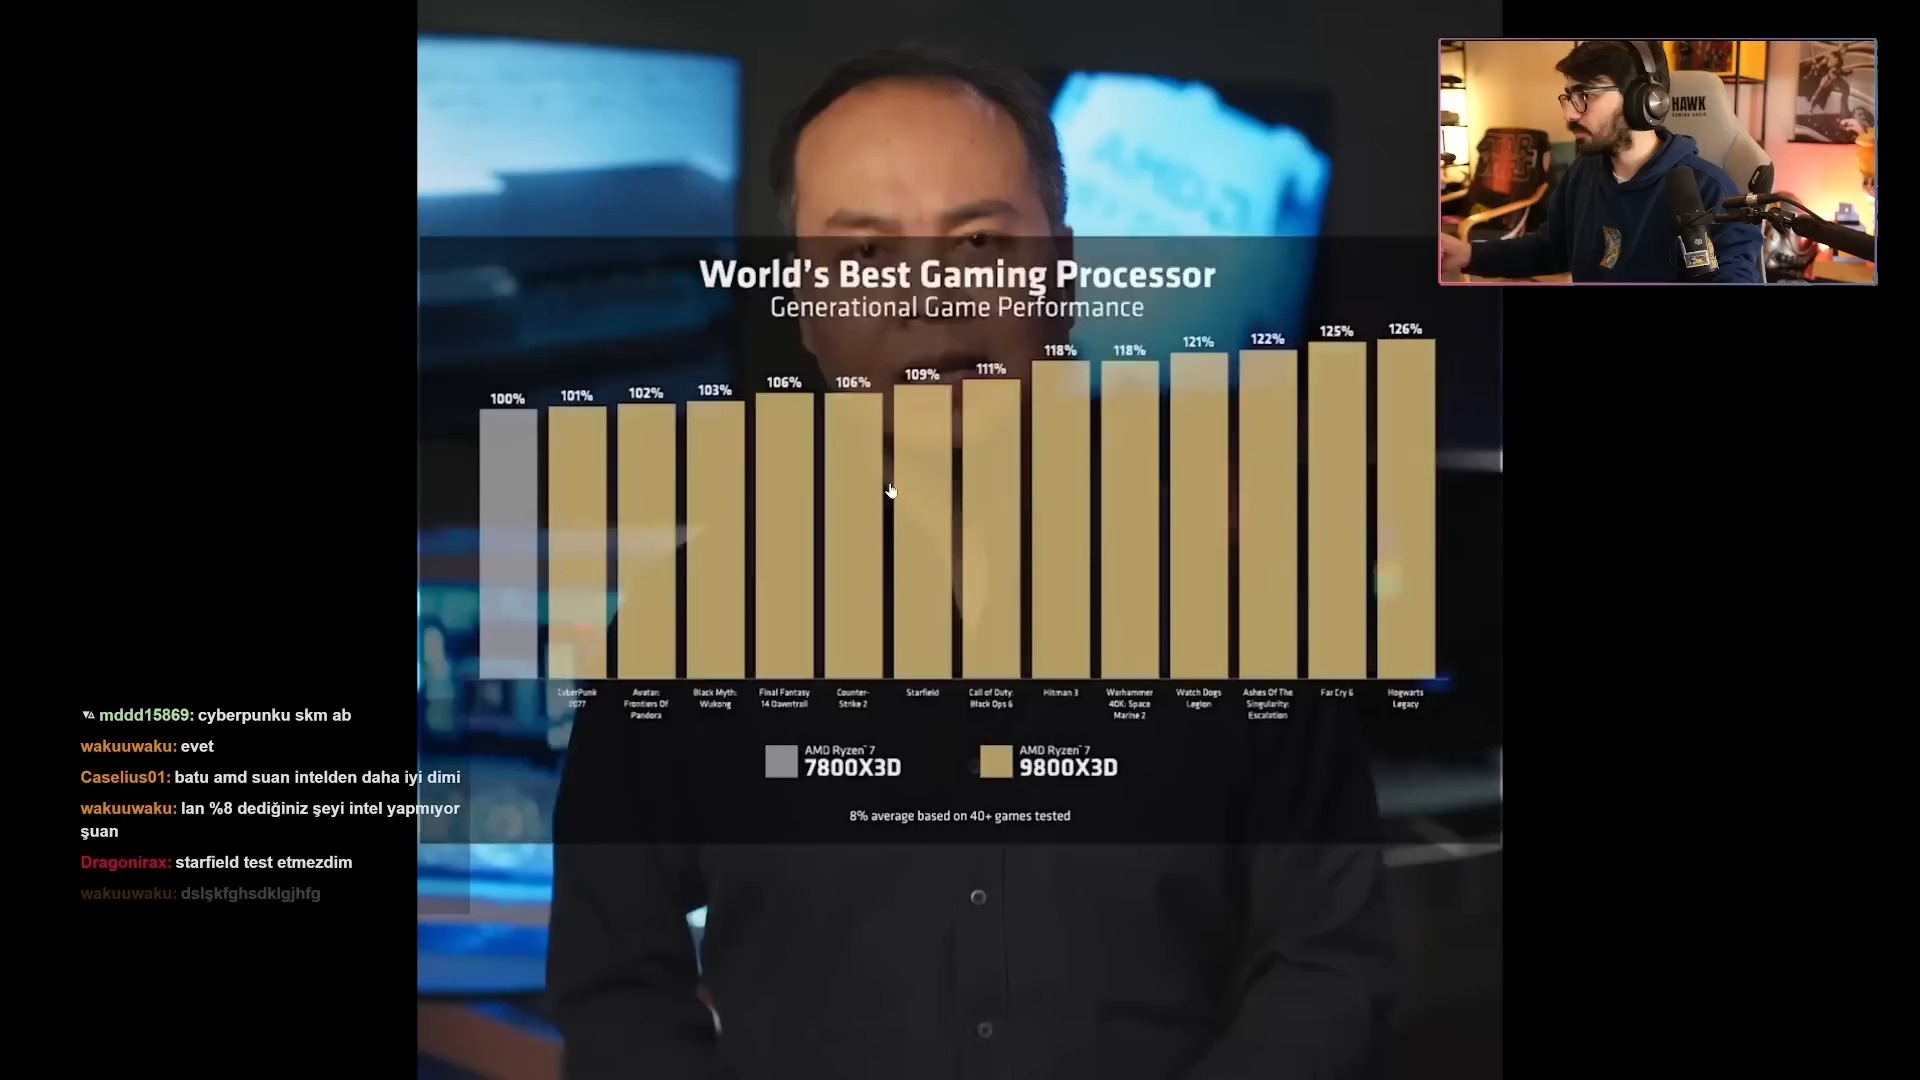 HAWK
World's Best Gaming Processor
Generational Game Performance
100%
101%
102%
103%
106%
106%
109%
111%
118%
118%
121%
122%
125%
126%
CyberPunk
2077
Avatar:
Frontiers Of
Pandora
Black Myth:
Wukong
Final Fantasy
14 Dawntrail
Counter-
Strike 2
Starfield
Call of Duty:
Black Ops 6
Hitman 3
Warhammer
40K: Space
Marine 2
Watch Dogs
Legion
Ashes Of The
Singularity:
Escalation
Far Cry 6
Hogwarts
Legacy
AMD Ryzen™ 7
7800X3D
AMD Ryzen™ 7
9800X3D
8% average based on 40+ games tested
mddd15869: cyberpunku skm ab
wakuuwaku: evet
Caselius01: batu amd suan intelden daha iyi dimi
wakuuwaku: lan %8 dediğiniz şeyi intel yapmıyor
şuan
Dragonirax: starfield test etmezdim
wakuuwaku: dslşkfghsdklgjhfg